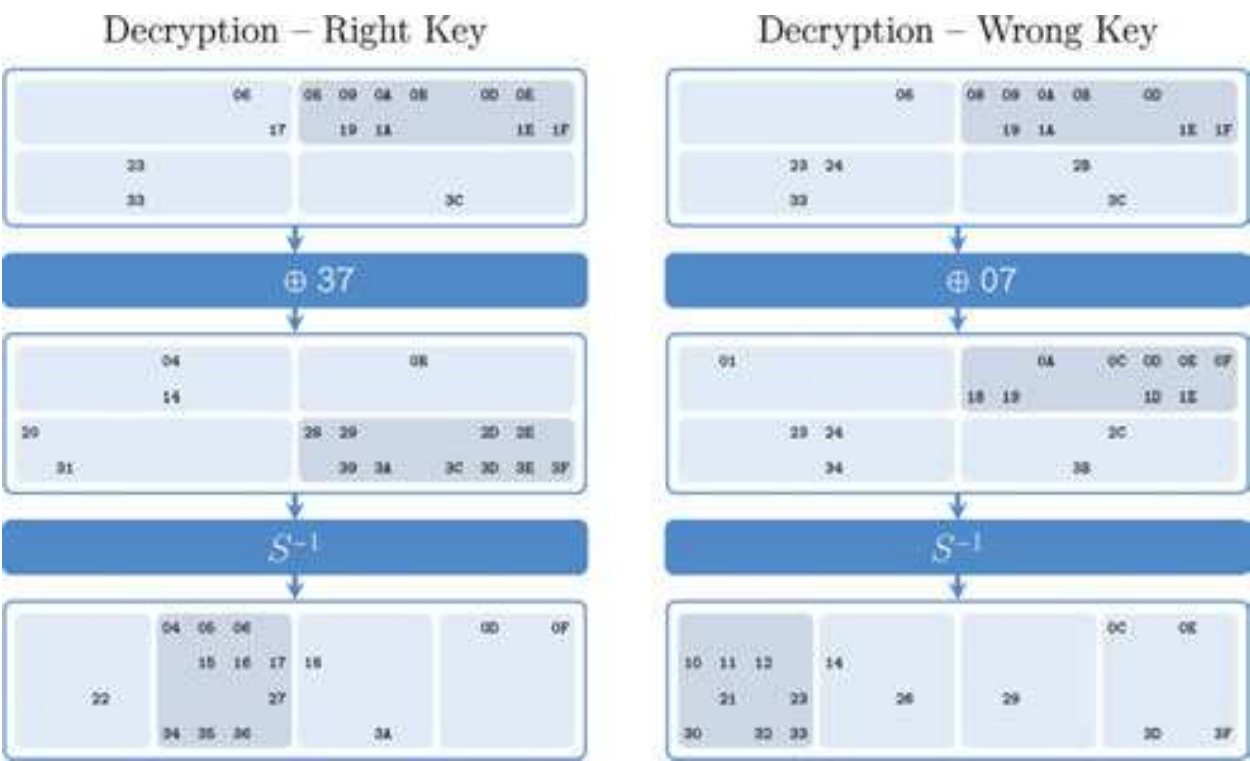 Decryption – Right Key
06 08 09 0A 0B 0D 0E
17 19 1A 1E 1F
23
33 3C
⊕ 37
04 0B
14
20 28 29 2D 2E
31 39 3A 3C 3D 3E 3F
S⁻¹
04 05 06 0D 0F
15 16 17 18
22 27
34 35 36 3A
Decryption – Wrong Key
06 08 09 0A 0B 0D
19 1A 1E 1F
23 24 2B
33 3C
⊕ 07
01 0A 0C 0D 0E 0F
18 19 1D 1E
23 24 2C
34 3B
S⁻¹
0C 0E
10 11 12 14
21 23 26 29
30 32 33 3D 3F